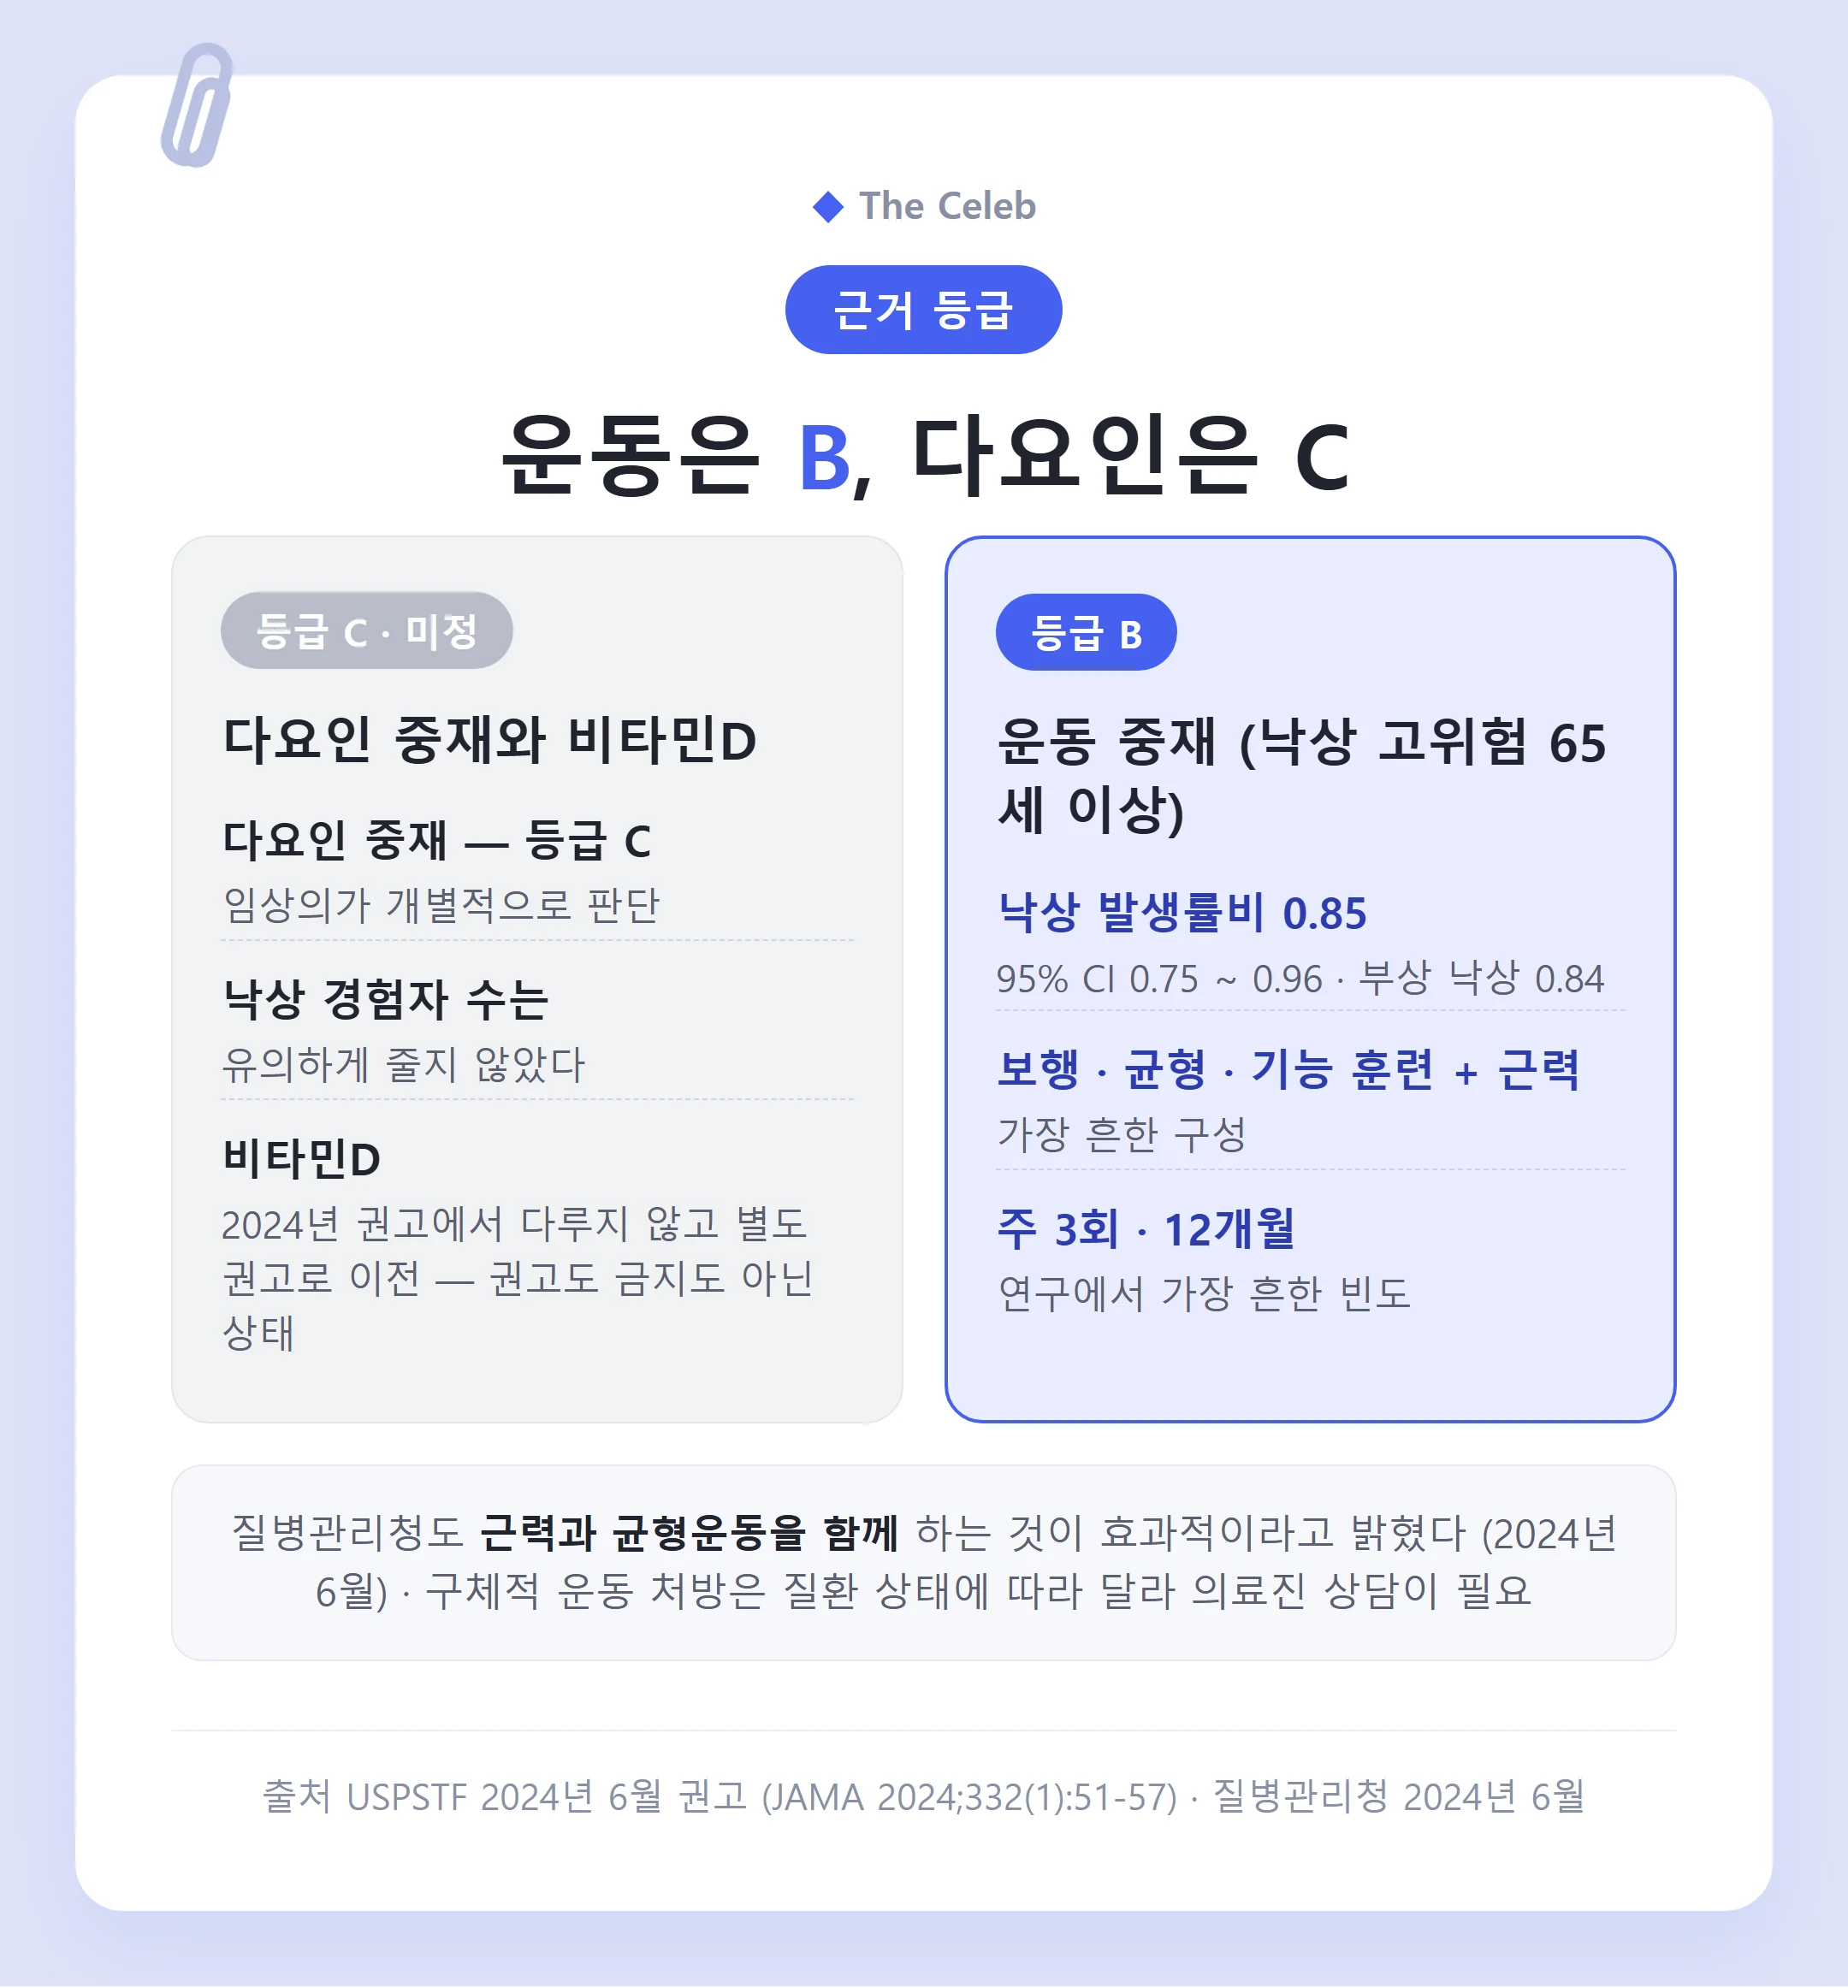 The Celeb
근거 등급
운동은 B, 다요인은 C
등급 C · 미정
다요인 중재와 비타민D
다요인 중재 — 등급 C
임상의가 개별적으로 판단
낙상 경험자 수는
유의하게 줄지 않았다
비타민D
2024년 권고에서 다루지 않고 별도
권고로 이전 — 권고도 금지도 아닌
상태
등급 B
운동 중재 (낙상 고위험 65
세 이상)
낙상 발생률비 0.85
95% CI 0.75 ~ 0.96 · 부상 낙상 0.84
보행 · 균형 · 기능 훈련 + 근력
가장 흔한 구성
주 3회 · 12개월
연구에서 가장 흔한 빈도
질병관리청도 근력과 균형운동을 함께 하는 것이 효과적이라고 밝혔다 (2024년
6월) · 구체적 운동 처방은 질환 상태에 따라 달라 의료진 상담이 필요
출처 USPSTF 2024년 6월 권고 (JAMA 2024;332(1):51-57) · 질병관리청 2024년 6월